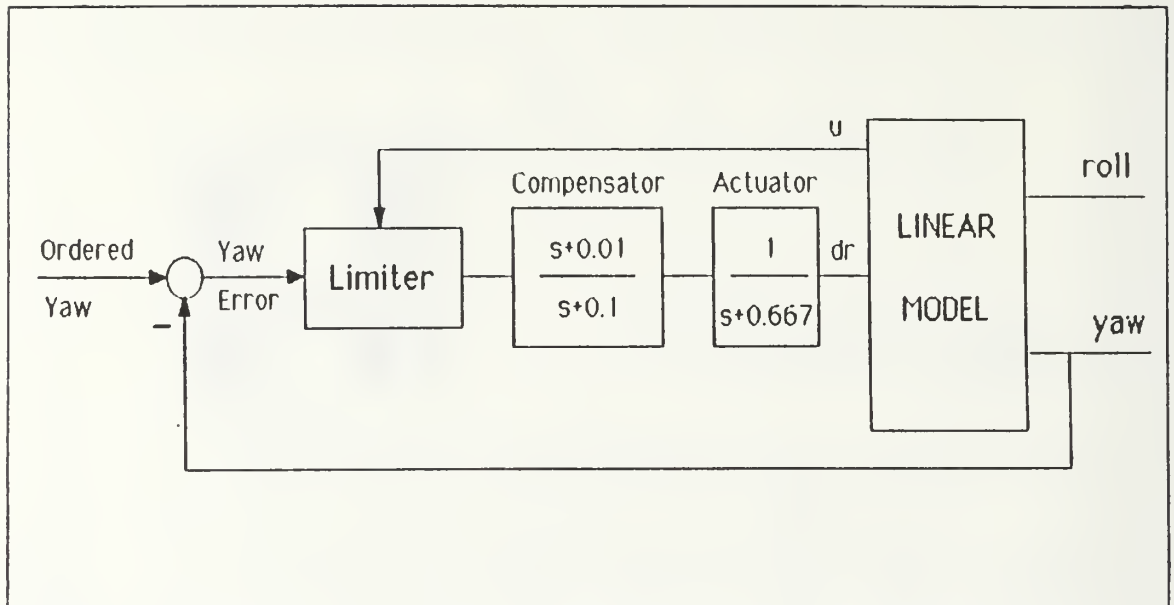 u
roll
Compensator
Actuator
LINEAR
MODEL
Ordered
Yaw
Yaw
Error
Limiter
s+0.01
s+0.1
1
s+0.667
dr
yaw
−